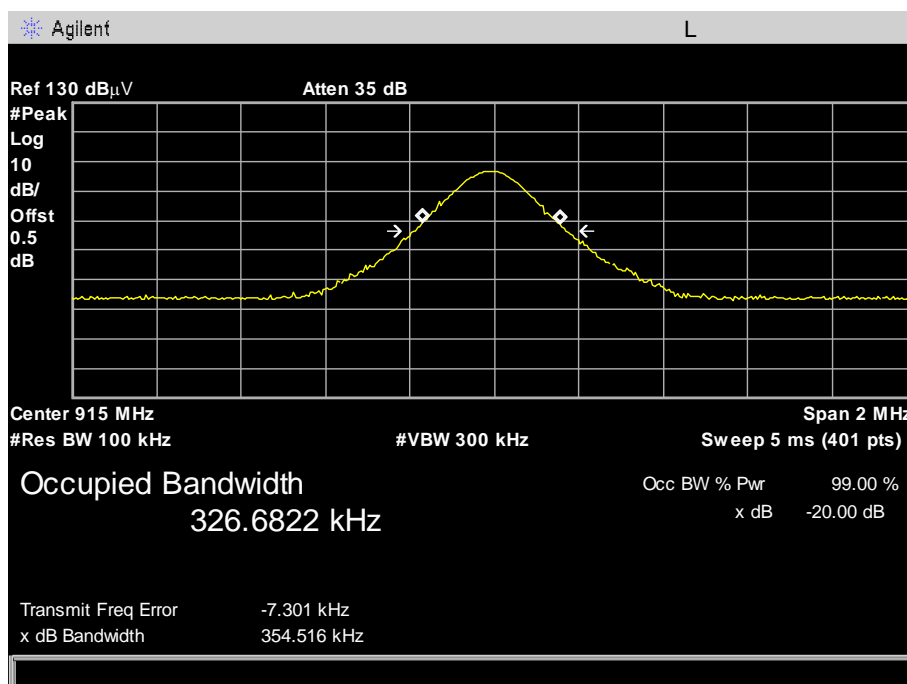 Agilent L
Ref 130 dBµV Atten 35 dB
#Peak
Log
10
dB/
Offst
0.5
dB
Center 915 MHz Span 2 MHz
#Res BW 100 kHz #VBW 300 kHz Sweep 5 ms (401 pts)
Occupied Bandwidth Occ BW % Pwr 99.00 %
326.6822 kHz x dB -20.00 dB
Transmit Freq Error -7.301 kHz
x dB Bandwidth 354.516 kHz